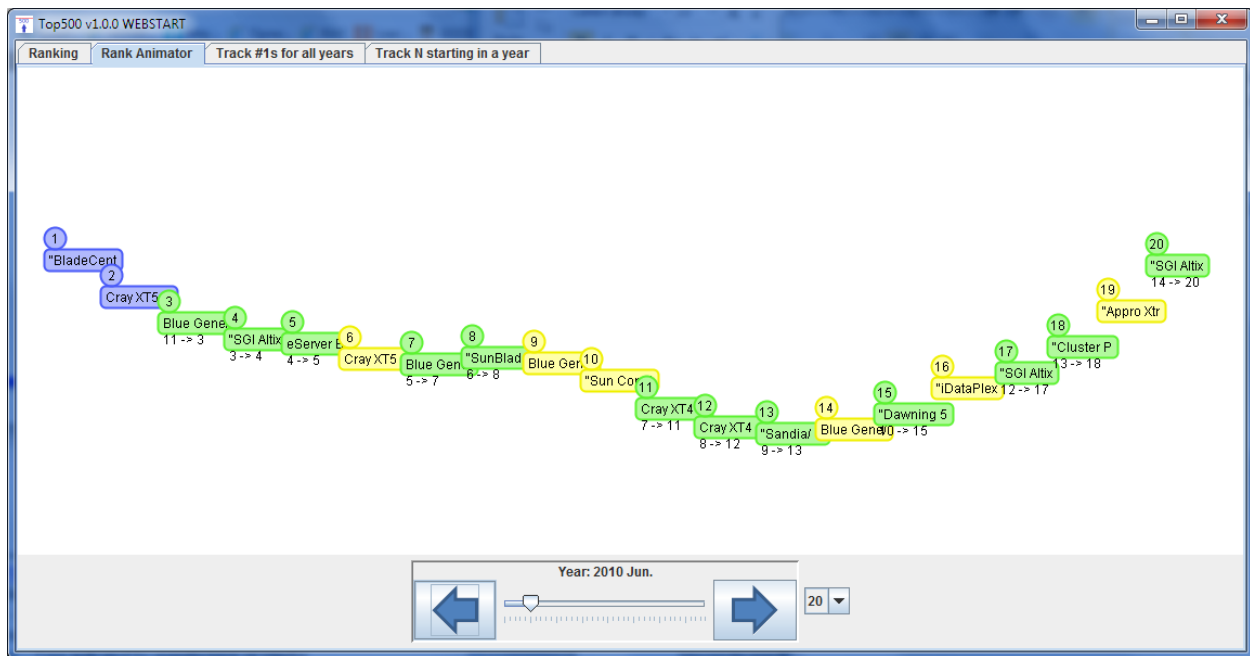 Top500 v1.0.0 WEBSTART
Ranking Rank Animator Track #1s for all years Track N starting in a year
1
"BladeCent
2
Cray XT5
3
Blue Gene
11 -> 3
4
"SGI Altix
3 -> 4
5
eServer B
4 -> 5
6
Cray XT5
7
Blue Gen
5 -> 7
8
"SunBlad
6 -> 8
9
Blue Gen
10
"Sun Con
11
Cray XT4
7 -> 11
12
Cray XT4
8 -> 12
13
"Sandia/
9 -> 13
14
Blue Gene
15
"Dawning 5
10 -> 15
16
"iDataPlex
17
"SGI Altix
12 -> 17
18
"Cluster P
13 -> 18
19
"Appro Xtr
20
"SGI Altix
14 -> 20
Year: 2010 Jun.
20